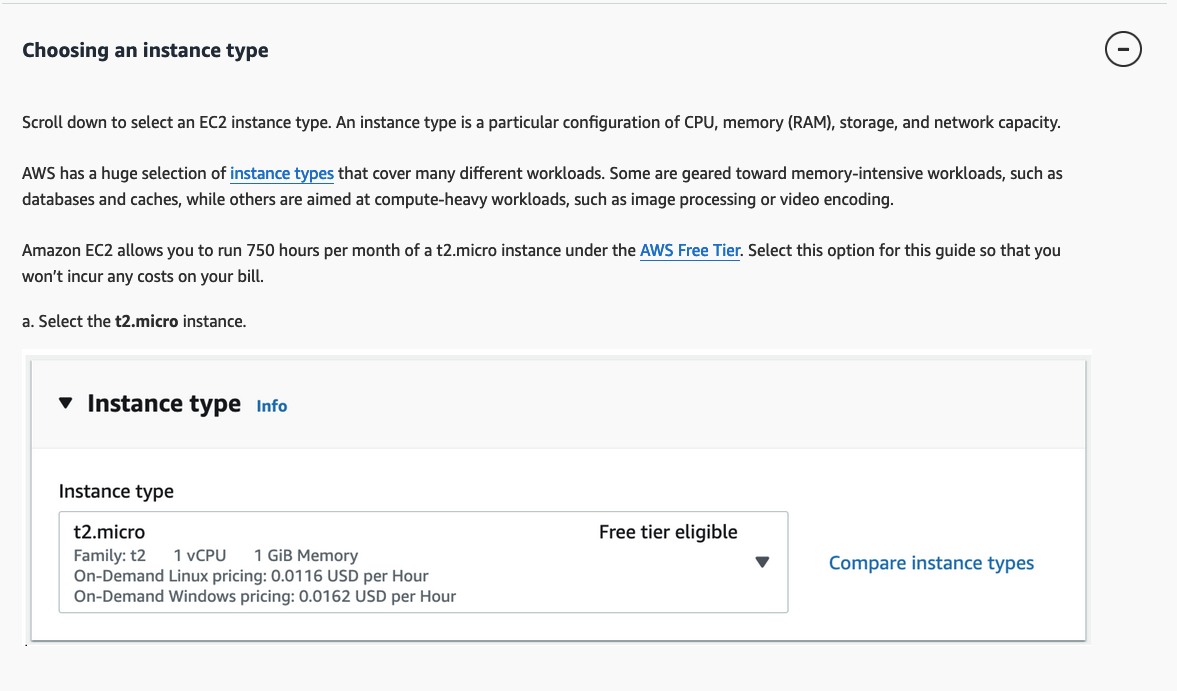 Choosing an instance type
Scroll down to select an EC2 instance type. An instance type is a particular configuration of CPU, memory (RAM), storage, and network capacity.
AWS has a huge selection of instance types that cover many different workloads. Some are geared toward memory-intensive workloads, such as
databases and caches, while others are aimed at compute-heavy workloads, such as image processing or video encoding.
Amazon EC2 allows you to run 750 hours per month of a t2.micro instance under the AWS Free Tier. Select this option for this guide so that you
won’t incur any costs on your bill.
a. Select the t2.micro instance.
Instance type Info
Instance type
t2.micro Free tier eligible
Family: t2 1 vCPU 1 GiB Memory
On-Demand Linux pricing: 0.0116 USD per Hour
On-Demand Windows pricing: 0.0162 USD per Hour
Compare instance types